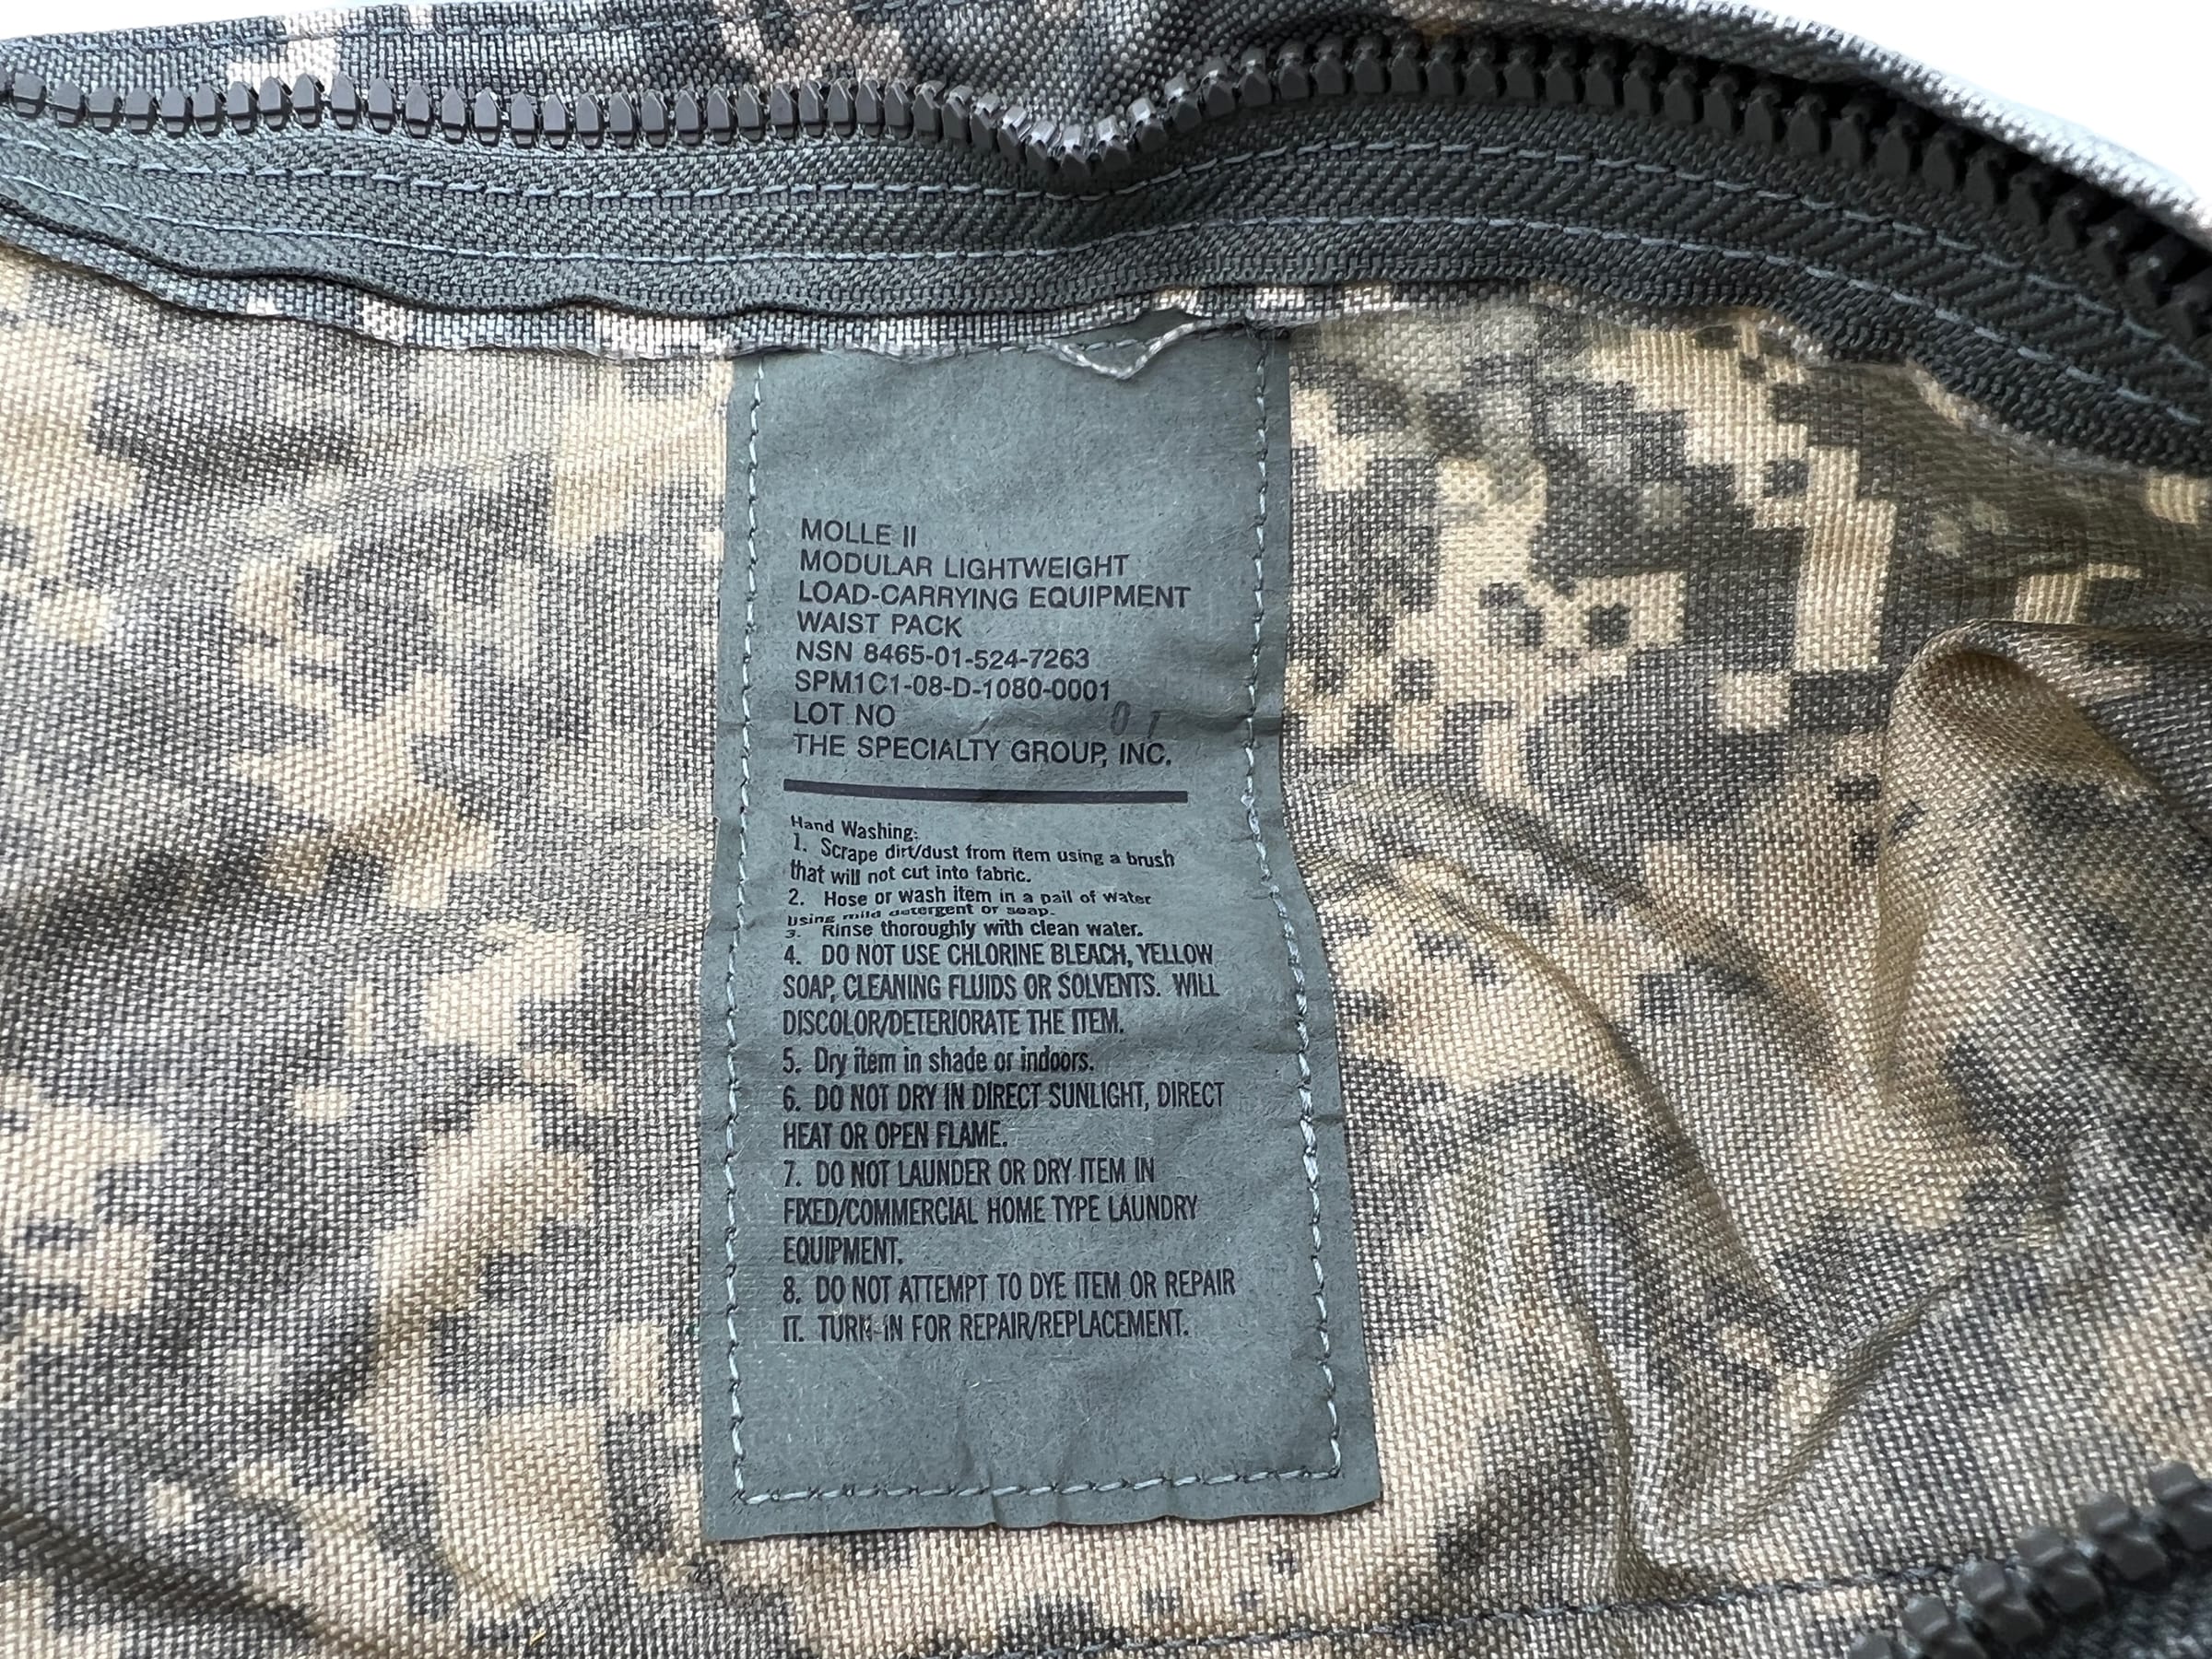 MOLLE II
MODULAR LIGHTWEIGHT
LOAD-CARRYING EQUIPMENT
WAIST PACK
NSN 8465-01-524-7263
SPM1C1-08-D-1080-0001
LOT NO 07
THE SPECIALTY GROUP, INC.
Hand Washing:
1. Scrape dirt/dust from item using a brush
that will not cut into fabric.
2. Hose or wash item in a pail of water
using mild detergent or soap.
3. Rinse thoroughly with clean water.
4. DO NOT USE CHLORINE BLEACH, YELLOW
SOAP, CLEANING FLUIDS OR SOLVENTS. WILL
DISCOLOR/DETERIORATE THE ITEM.
5. Dry item in shade or indoors.
6. DO NOT DRY IN DIRECT SUNLIGHT, DIRECT
HEAT OR OPEN FLAME.
7. DO NOT LAUNDER OR DRY ITEM IN
FIXED/COMMERCIAL HOME TYPE LAUNDRY
EQUIPMENT.
8. DO NOT ATTEMPT TO DYE ITEM OR REPAIR
IT. TURN-IN FOR REPAIR/REPLACEMENT.